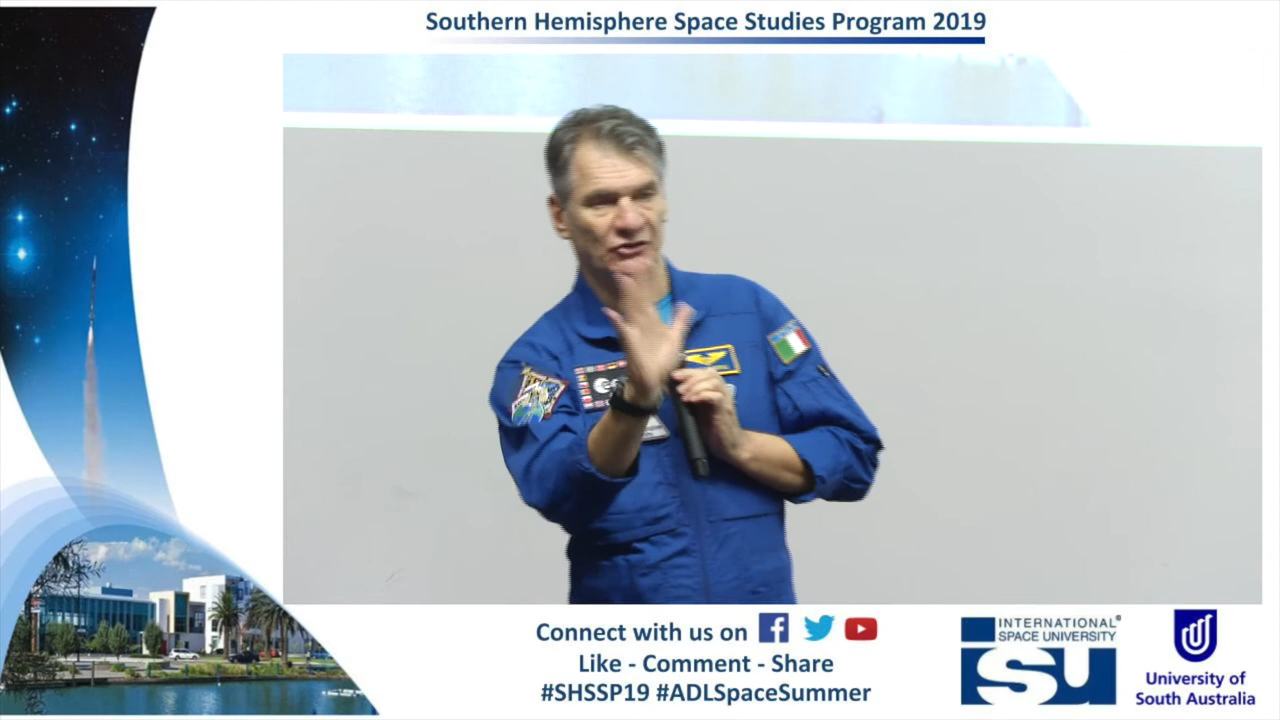 Southern Hemisphere Space Studies Program 2019
Connect with us on
Like - Comment - Share
#SHSSP19 #ADLSpaceSummer
INTERNATIONAL®
SPACE UNIVERSITY
ISU
University of
South Australia